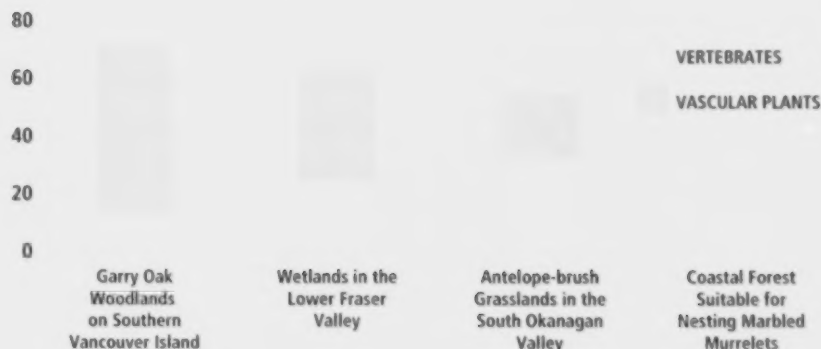 80
60
40
20
0
VERTEBRATES
VASCULAR PLANTS
Garry Oak
Woodlands
on Southern
Vancouver Island
Wetlands in the
Lower Fraser
Valley
Antelope-brush
Grasslands in the
South Okanagan
Valley
Coastal Forest
Suitable for
Nesting Marbled
Murrelets